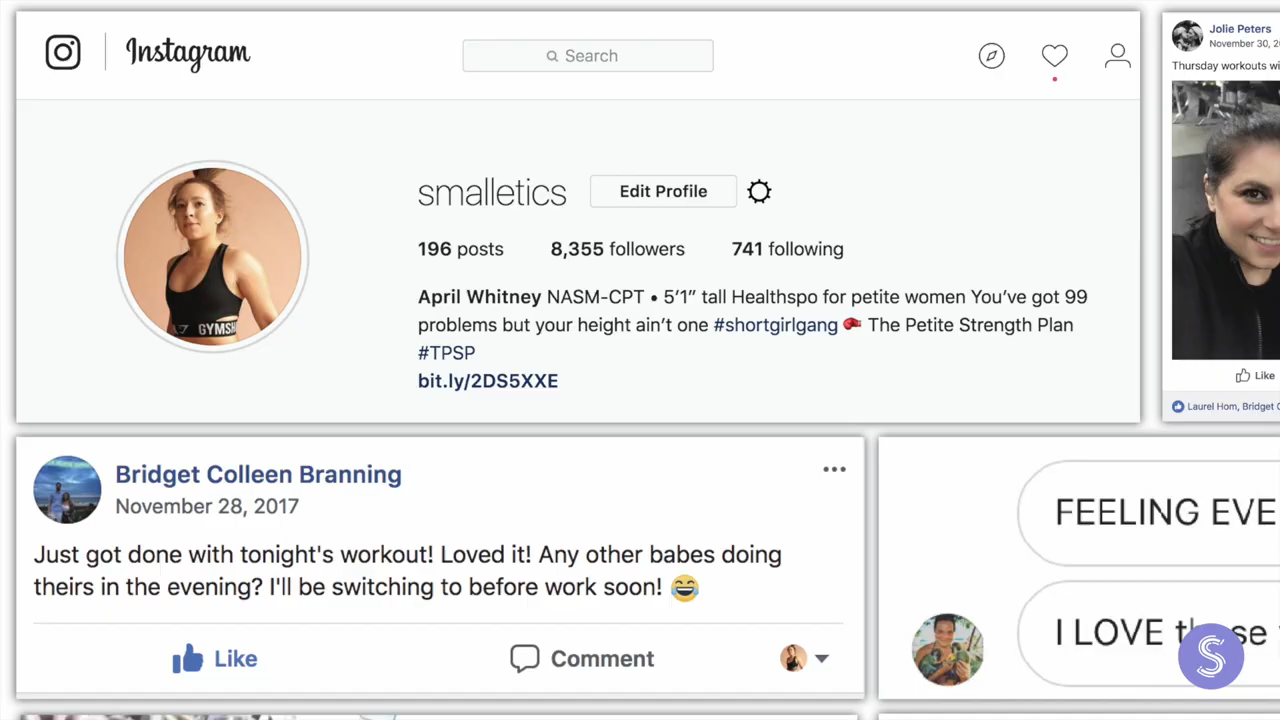 Instagram
Search
smalletics
Edit Profile
196 posts
8,355 followers
741 following
April Whitney NASM-CPT • 5’1” tall Healthspo for petite women You’ve got 99
problems but your height ain’t one #shortgirlgang 🥊 The Petite Strength Plan
#TPSP
bit.ly/2DS5XXE
GYMSH
Jolie Peters
November 30, 20
Thursday workouts wi
Like
Laurel Hom, Bridget C
Bridget Colleen Branning
November 28, 2017
Just got done with tonight's workout! Loved it! Any other babes doing
theirs in the evening? I'll be switching to before work soon! 😂
Like
Comment
FEELING EVE
I LOVE
S